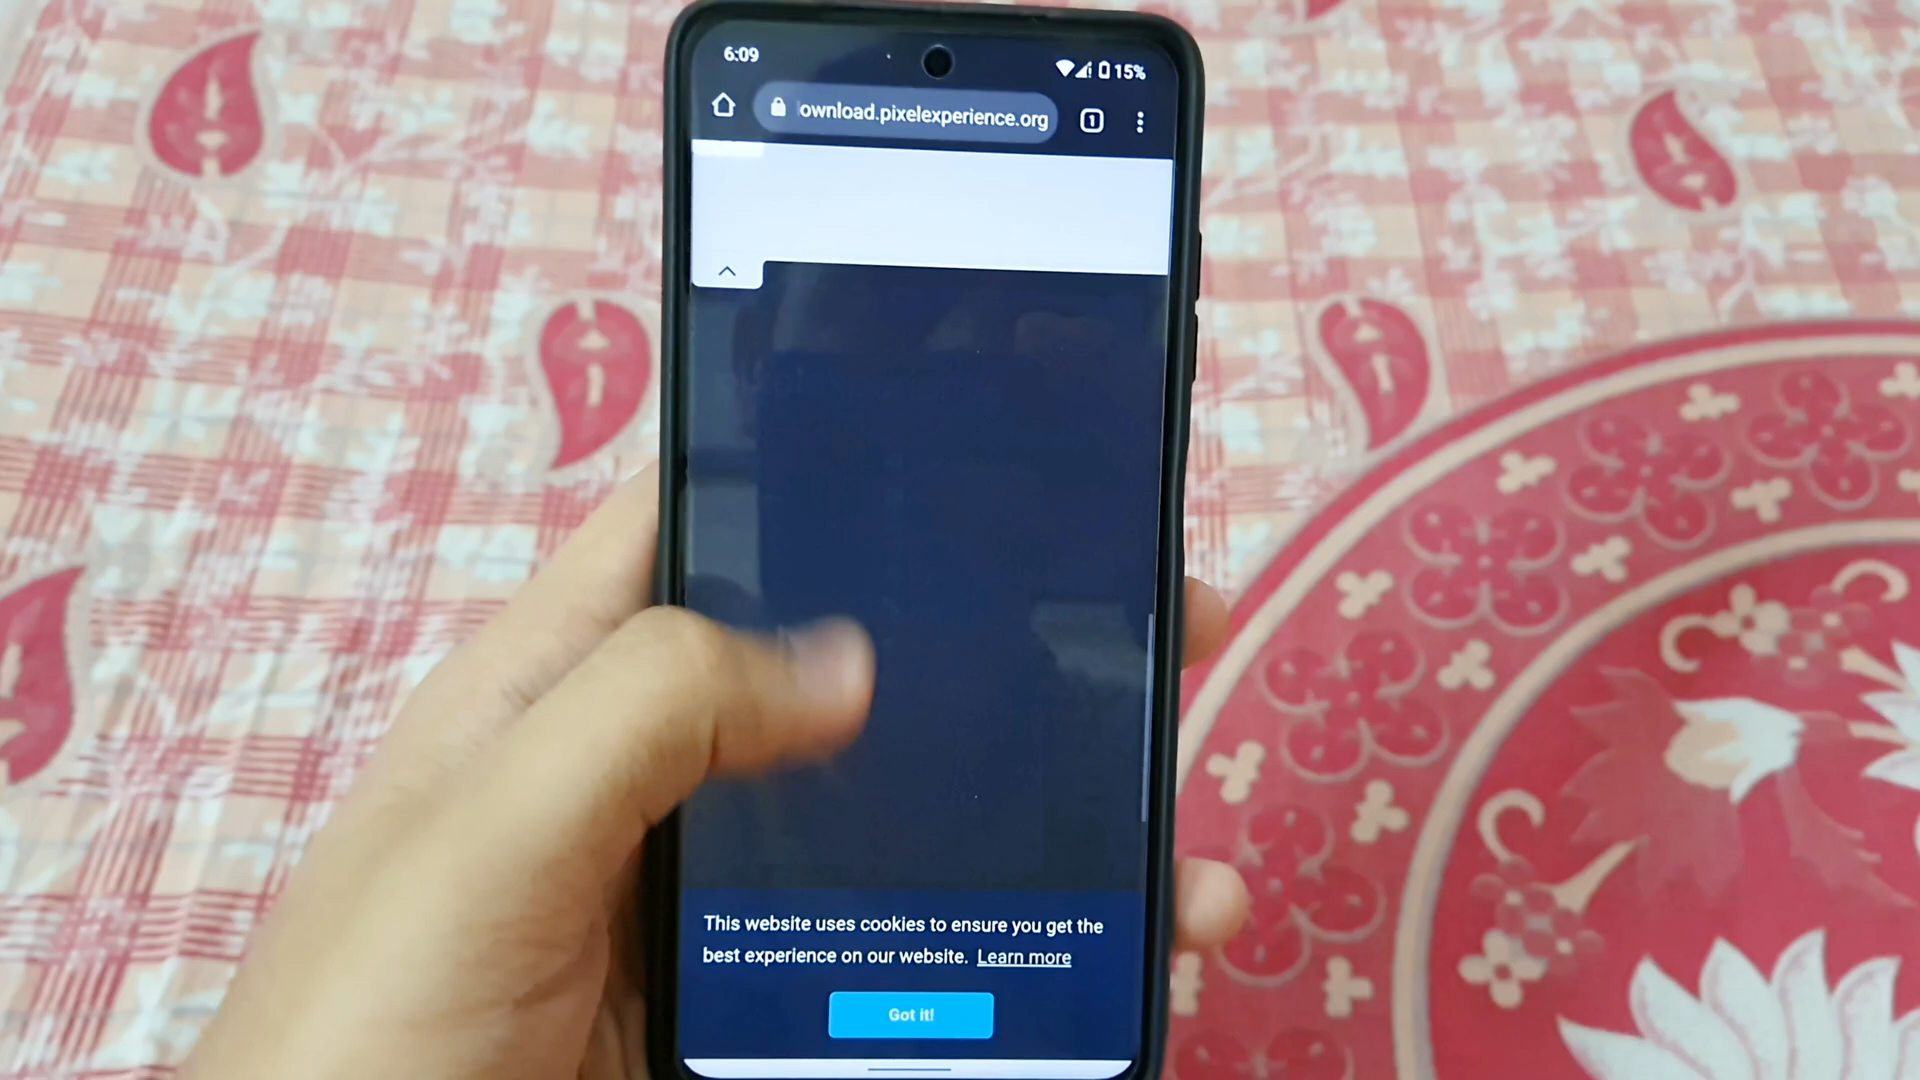 6:09
15%
ownload.pixelexperience.org
1
This website uses cookies to ensure you get the
best experience on our website. Learn more
Got it!